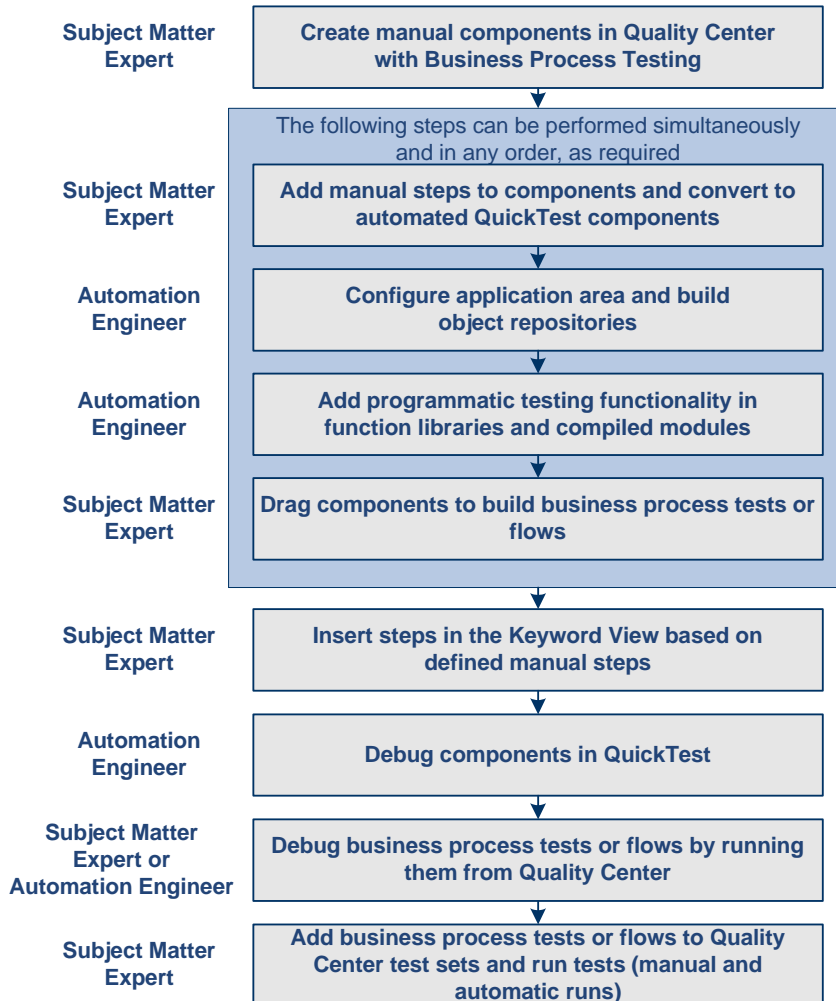 Subject Matter
Expert
Create manual components in Quality Center
with Business Process Testing
The following steps can be performed simultaneously
and in any order, as required
Subject Matter
Expert
Add manual steps to components and convert to
automated QuickTest components
Automation
Engineer
Configure application area and build
object repositories
Automation
Engineer
Add programmatic testing functionality in
function libraries and compiled modules
Subject Matter
Expert
Drag components to build business process tests or
flows
Subject Matter
Expert
Insert steps in the Keyword View based on
defined manual steps
Automation
Engineer
Debug components in QuickTest
Subject Matter
Expert or
Automation Engineer
Debug business process tests or flows by running
them from Quality Center
Subject Matter
Expert
Add business process tests or flows to Quality
Center test sets and run tests (manual and
automatic runs)